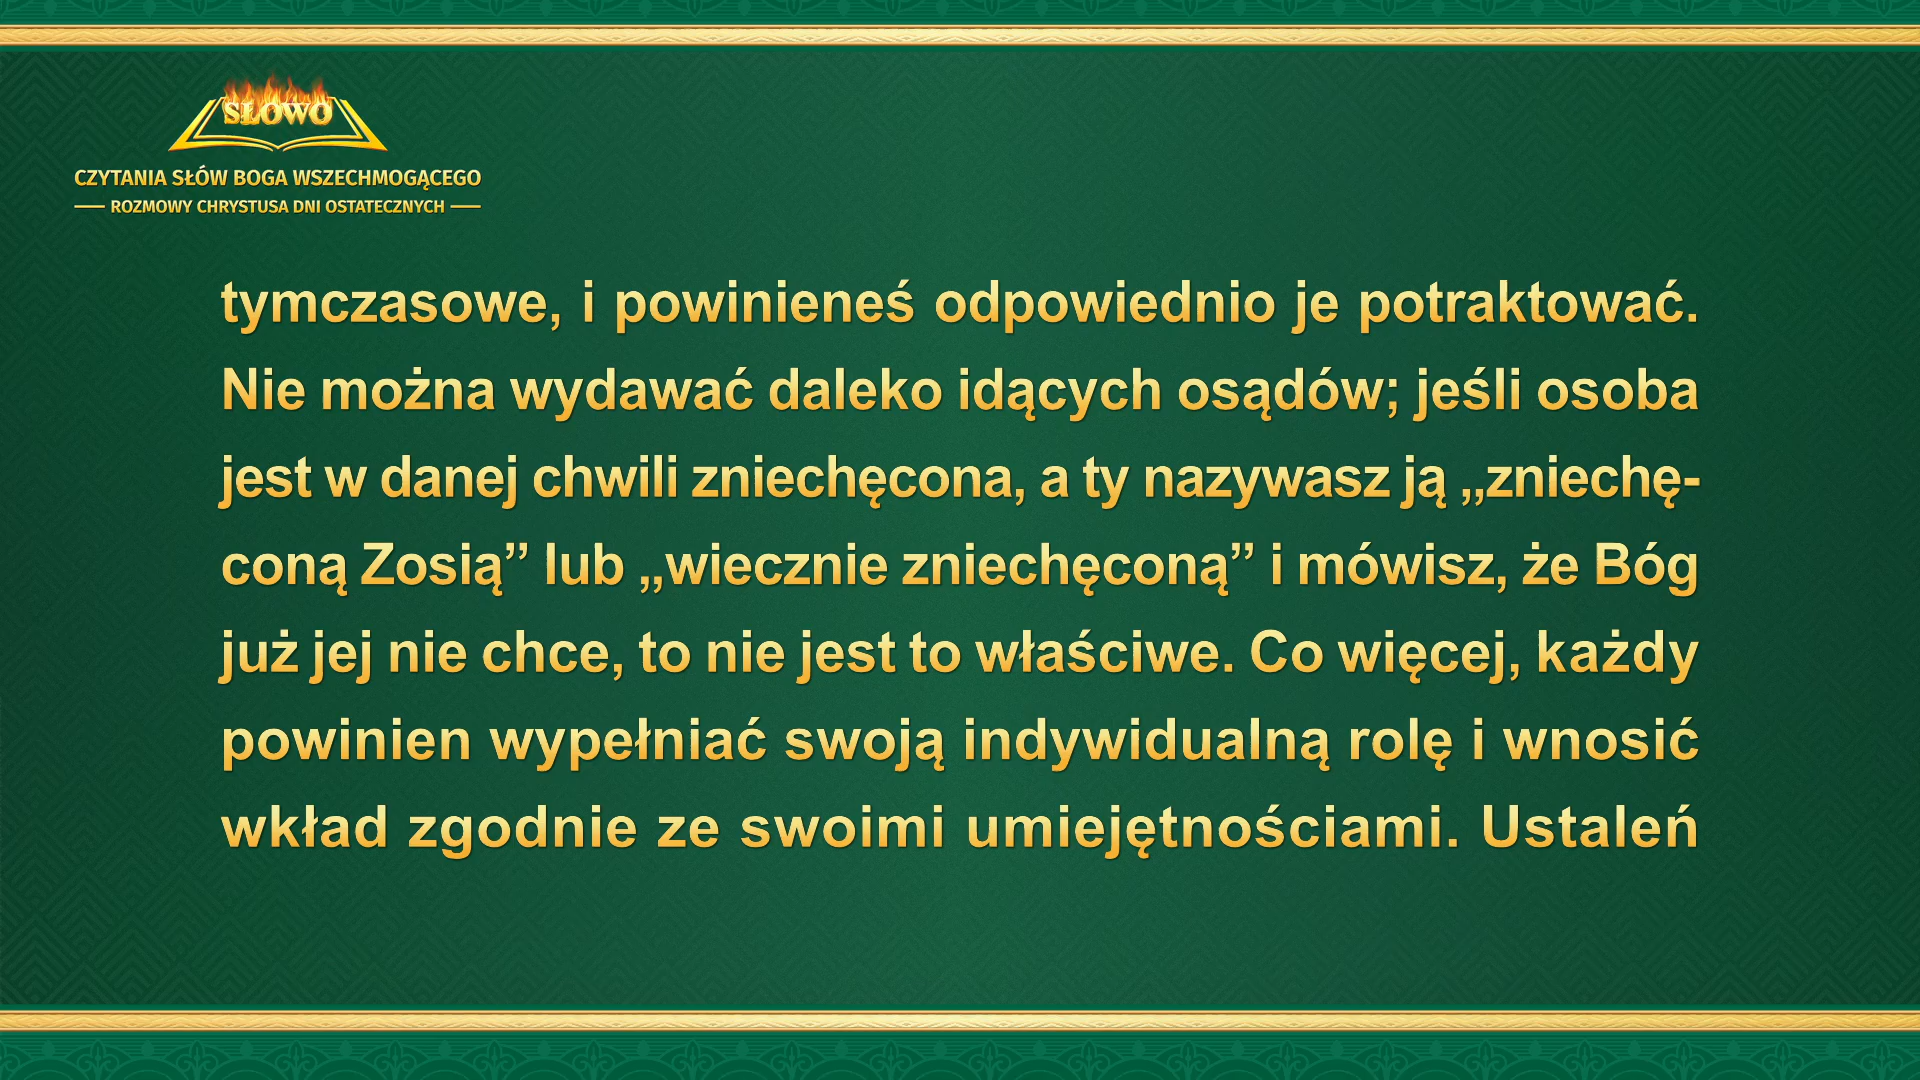 SŁOWO
CZYTANIA SŁÓW BOGA WSZECHMOGĄCEGO
ROZMOWY CHRYSTUSA DNI OSTATECZNYCH
tymczasowe, i powinieneś odpowiednio je potraktować.
Nie można wydawać daleko idących osądów; jeśli osoba
jest w danej chwili zniechęcona, a ty nazywasz ją „zniechę-
coną Zosią” lub „wiecznie zniechęconą” i mówisz, że Bóg
już jej nie chce, to nie jest to właściwe. Co więcej, każdy
powinien wypełniać swoją indywidualną rolę i wnosić
wkład zgodnie ze swoimi umiejętnościami. Ustaleń